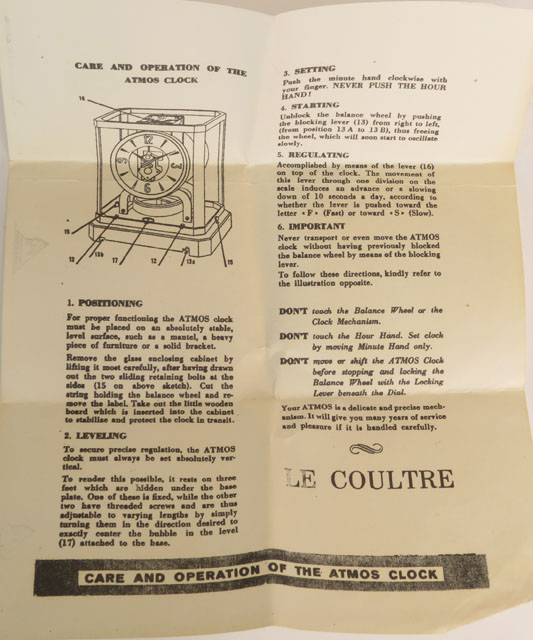 CARE AND OPERATION OF THE
ATMOS CLOCK
16
12
3
6
9
15
12
13b
17
12
13a
15
1. POSITIONING
For proper functioning the ATMOS clock
must be placed on an absolutely stable,
level surface, such as a mantel, a heavy
piece of furniture or a solid bracket.
Remove the glass enclosing cabinet by
lifting it most carefully, after having drawn
out the two sliding retaining bolts at the
sides (15 on above sketch). Cut the
string holding the balance wheel and re-
move the label. Take out the little wooden
board which is inserted into the cabinet
to stabilise and protect the clock in transit.
2. LEVELING
To secure precise regulation, the ATMOS
clock must always be set absolutely ver-
tical.
To render this possible, it rests on three
feet which are hidden under the base
plate. One of these is fixed, while the other
two have threaded screws and are thus
adjustable to varying lengths by simply
turning them in the direction desired to
exactly center the bubble in the level
(17) attached to the base.
3. SETTING
Push the minute hand clockwise with
your finger. NEVER PUSH THE HOUR
HAND!
4. STARTING
Unblock the balance wheel by pushing
the blocking lever (13) from right to left,
(from position 13 A to 13 B), thus freeing
the wheel, which will soon start to oscillate
slowly.
5. REGULATING
Accomplished by means of the lever (16)
on top of the clock. The movement of
this lever through one division on the
scale induces an advance or a slowing
down of 10 seconds a day, according to
whether the lever is pushed toward the
letter « F » (Fast) or toward « S » (Slow).
6. IMPORTANT
Never transport or even move the ATMOS
clock without having previously blocked
the balance wheel by means of the blocking
lever.
To follow these directions, kindly refer to
the illustration opposite.
DON'T touch the Balance Wheel or the
Clock Mechanism.
DON'T touch the Hour Hand. Set clock
by moving Minute Hand only.
DON'T move or shift the ATMOS Clock
before stopping and locking the
Balance Wheel with the Locking
Lever beneath the Dial.
Your ATMOS is a delicate and precise mech-
anism. It will give you many years of service
and pleasure if it is handled carefully.
LE COULTRE
CARE AND OPERATION OF THE ATMOS CLOCK